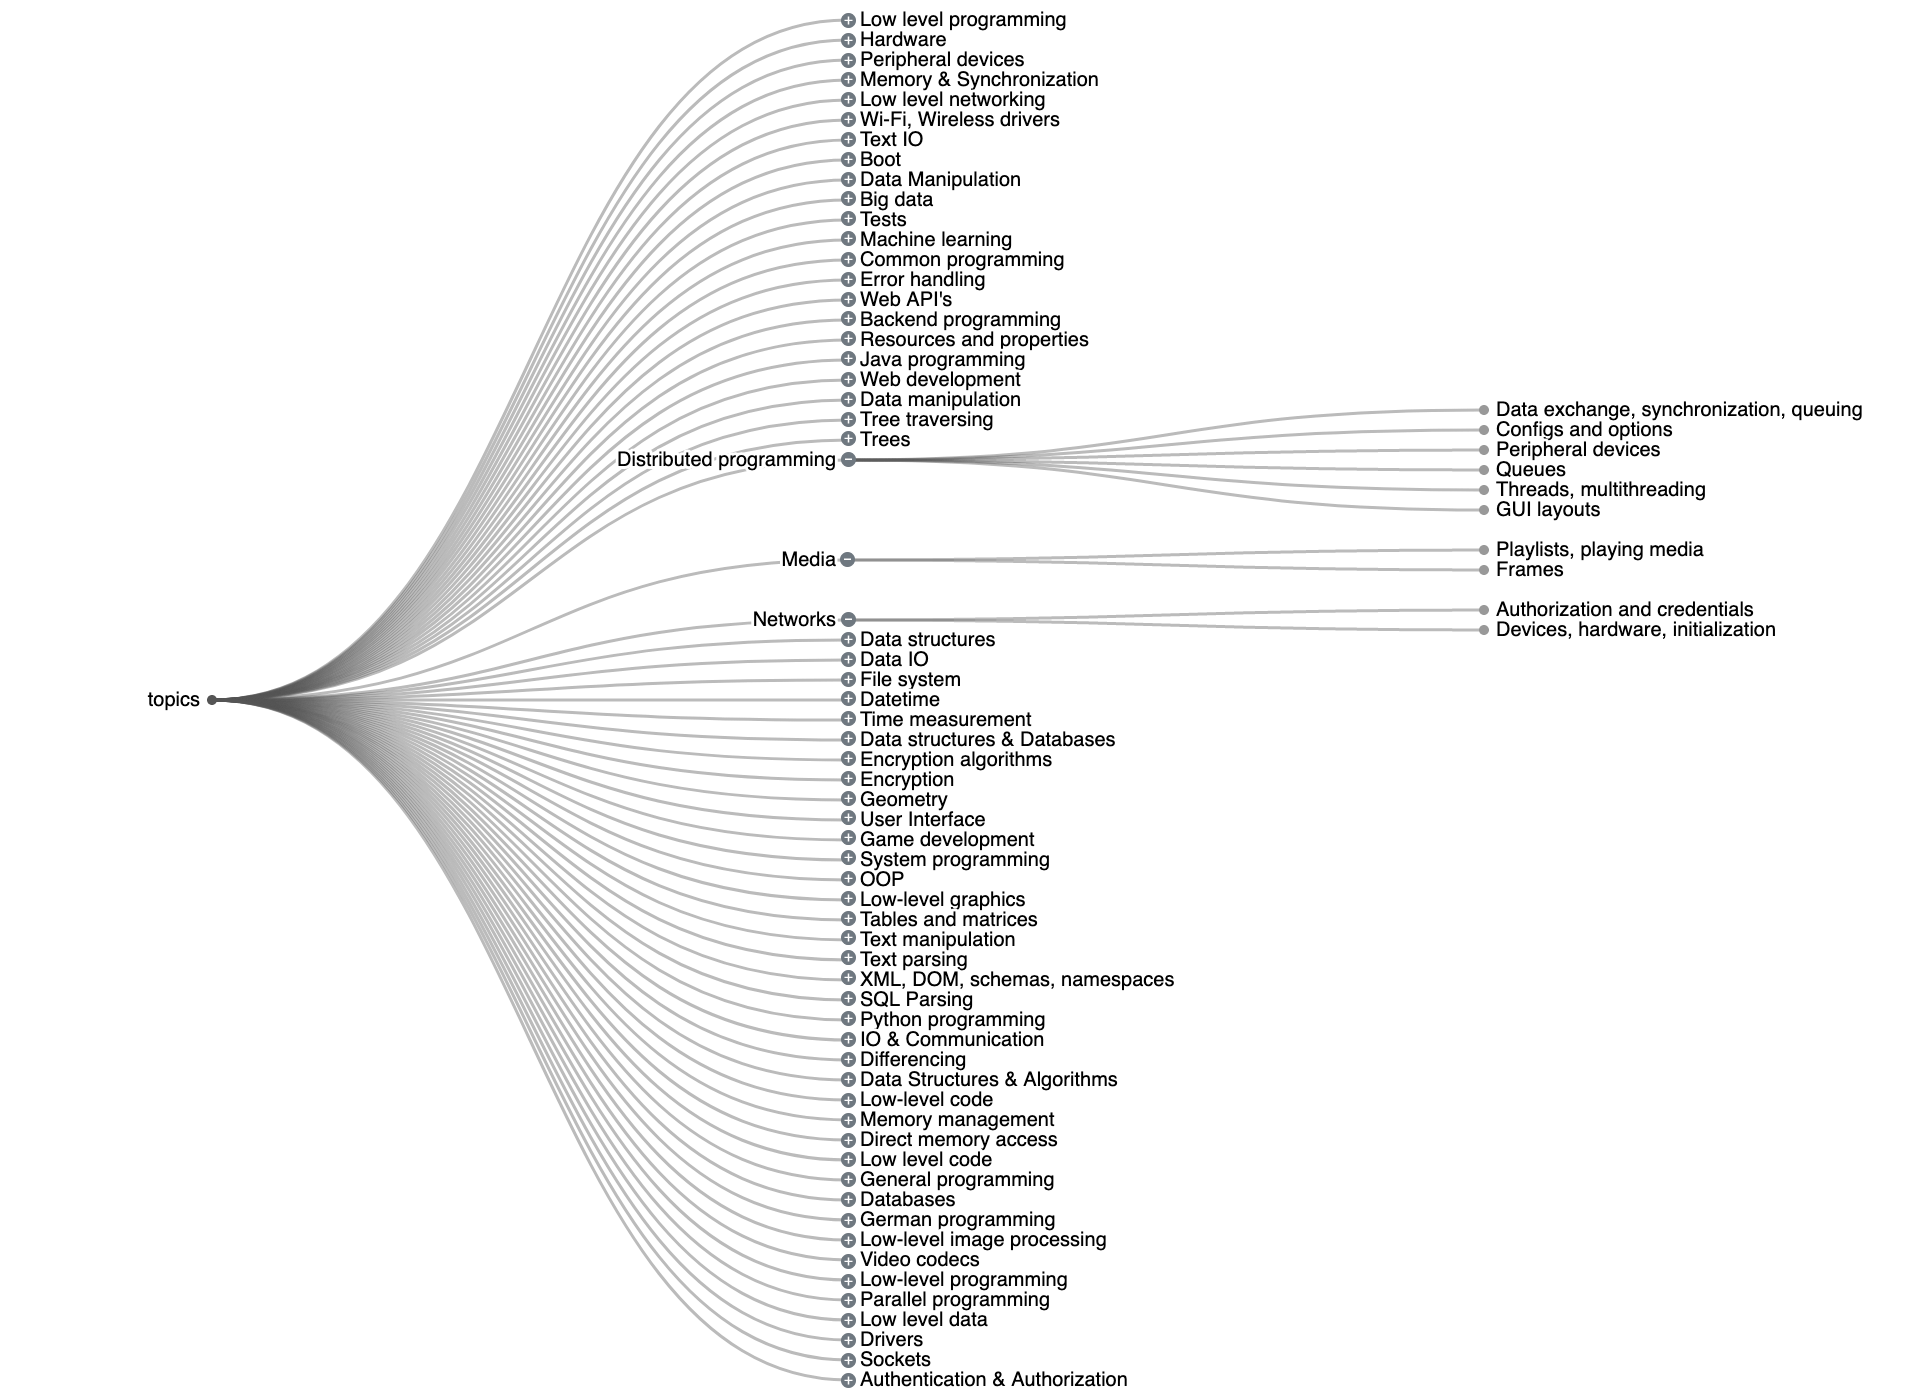 Low level programming
Hardware
Peripheral devices
Memory & Synchronization
Low level networking
Wi-Fi, Wireless drivers
Text IO
Boot
Data Manipulation
Big data
Tests
Machine learning
Common programming
Error handling
Web API's
Backend programming
Resources and properties
Java programming
Web development
Data manipulation
Tree traversing
Trees
Distributed programming
Data exchange, synchronization, queuing
Configs and options
Peripheral devices
Queues
Threads, multithreading
GUI layouts
Media
Playlists, playing media
Frames
Networks
Authorization and credentials
Devices, hardware, initialization
Data structures
Data IO
File system
topics
Datetime
Time measurement
Data structures & Databases
Encryption algorithms
Encryption
Geometry
User Interface
Game development
System programming
OOP
Low-level graphics
Tables and matrices
Text manipulation
Text parsing
XML, DOM, schemas, namespaces
SQL Parsing
Python programming
IO & Communication
Differencing
Data Structures & Algorithms
Low-level code
Memory management
Direct memory access
Low level code
General programming
Databases
German programming
Low-level image processing
Video codecs
Low-level programming
Parallel programming
Low level data
Drivers
Sockets
Authentication & Authorization